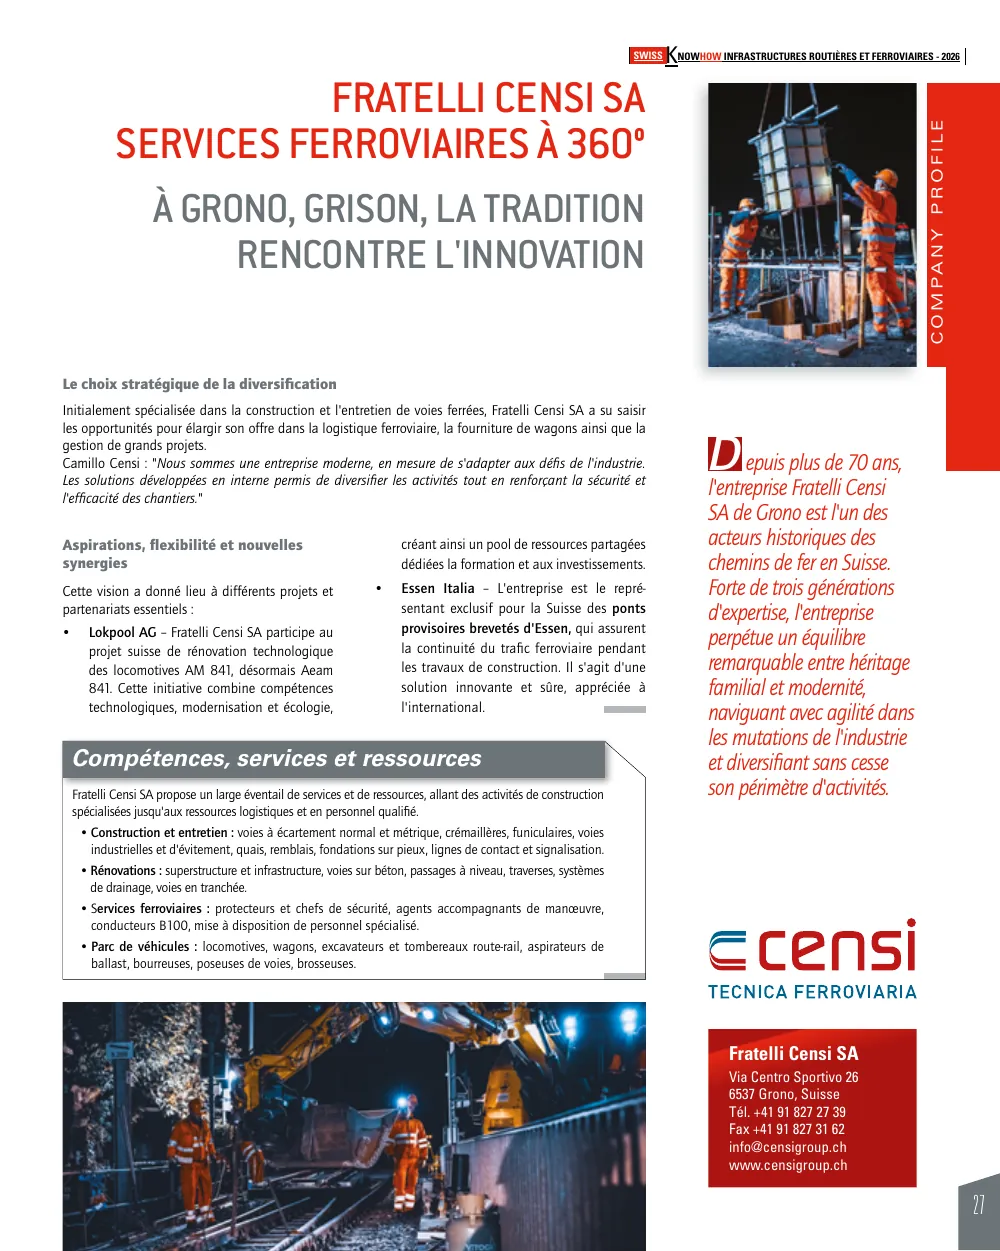 SWISS KNOWHOW INFRASTRUCTURES ROUTIÈRES ET FERROVIAIRES - 2026
FRATELLI CENSI SA
SERVICES FERROVIAIRES À 360º
À GRONO, GRISON, LA TRADITION
RENCONTRE L'INNOVATION
COMPANY PROFILE
Le choix stratégique de la diversification
Initialement spécialisée dans la construction et l'entretien de voies ferrées, Fratelli Censi SA a su saisir
les opportunités pour élargir son offre dans la logistique ferroviaire, la fourniture de wagons ainsi que la
gestion de grands projets.
Camillo Censi : "Nous sommes une entreprise moderne, en mesure de s'adapter aux défis de l'industrie.
Les solutions développées en interne permis de diversifier les activités tout en renforçant la sécurité et
l'efficacité des chantiers."
Aspirations, flexibilité et nouvelles
synergies
Cette vision a donné lieu à différents projets et
partenariats essentiels :
• Lokpool AG – Fratelli Censi SA participe au
projet suisse de rénovation technologique
des locomotives AM 841, désormais Aeam
841. Cette initiative combine compétences
technologiques, modernisation et écologie,
créant ainsi un pool de ressources partagées
dédiées la formation et aux investissements.
• Essen Italia – L'entreprise est le repré-
sentant exclusif pour la Suisse des ponts
provisoires brevetés d'Essen, qui assurent
la continuité du trafic ferroviaire pendant
les travaux de construction. Il s'agit d'une
solution innovante et sûre, appréciée à
l'international.
Compétences, services et ressources
Fratelli Censi SA propose un large éventail de services et de ressources, allant des activités de construction
spécialisées jusqu'aux ressources logistiques et en personnel qualifié.
• Construction et entretien : voies à écartement normal et métrique, crémaillères, funiculaires, voies
industrielles et d'évitement, quais, remblais, fondations sur pieux, lignes de contact et signalisation.
• Rénovations : superstructure et infrastructure, voies sur béton, passages à niveau, traverses, systèmes
de drainage, voies en tranchée.
• Services ferroviaires : protecteurs et chefs de sécurité, agents accompagnants de manœuvre,
conducteurs B100, mise à disposition de personnel spécialisé.
• Parc de véhicules : locomotives, wagons, excavateurs et tombereaux route-rail, aspirateurs de
ballast, bourreuses, poseuses de voies, brosseuses.
Depuis plus de 70 ans,
l'entreprise Fratelli Censi
SA de Grono est l'un des
acteurs historiques des
chemins de fer en Suisse.
Forte de trois générations
d'expertise, l'entreprise
perpétue un équilibre
remarquable entre héritage
familial et modernité,
naviguant avec agilité dans
les mutations de l'industrie
et diversifiant sans cesse
son périmètre d'activités.
censi
TECNICA FERROVIARIA
Fratelli Censi SA
Via Centro Sportivo 26
6537 Grono, Suisse
Tél. +41 91 827 27 39
Fax +41 91 827 31 62
info@censigroup.ch
www.censigroup.ch
27